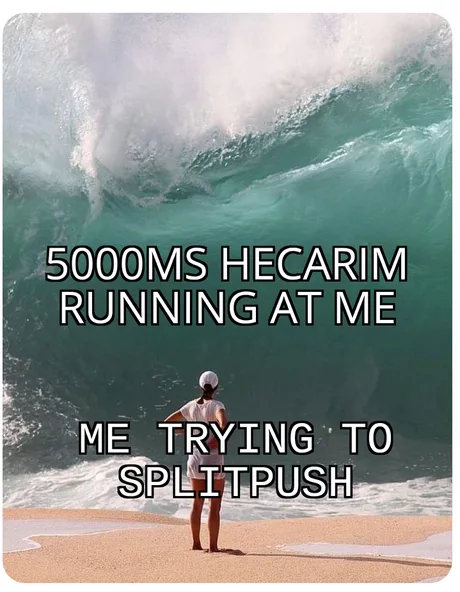 5000MS HECARIM
RUNNING AT ME
ME TRYING TO
SPLITPUSH